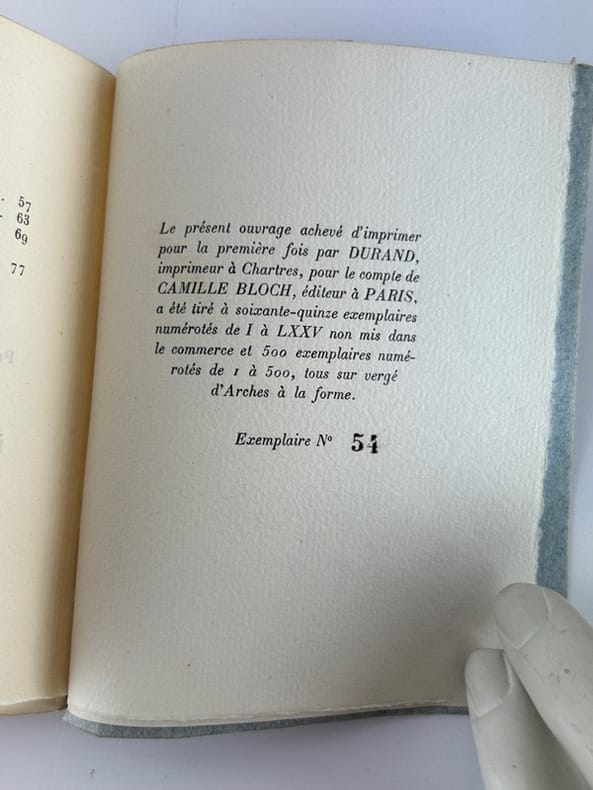 57
63
69
77
Le présent ouvrage achevé d'imprimer
pour la première fois par DURAND,
imprimeur à Chartres, pour le compte de
CAMILLE BLOCH, éditeur à PARIS,
a été tiré à soixante-quinze exemplaires
numérotés de I à LXXV non mis dans
le commerce et 500 exemplaires numé-
rotés de 1 à 500, tous sur vergé
d'Arches à la forme.
Exemplaire N° 54